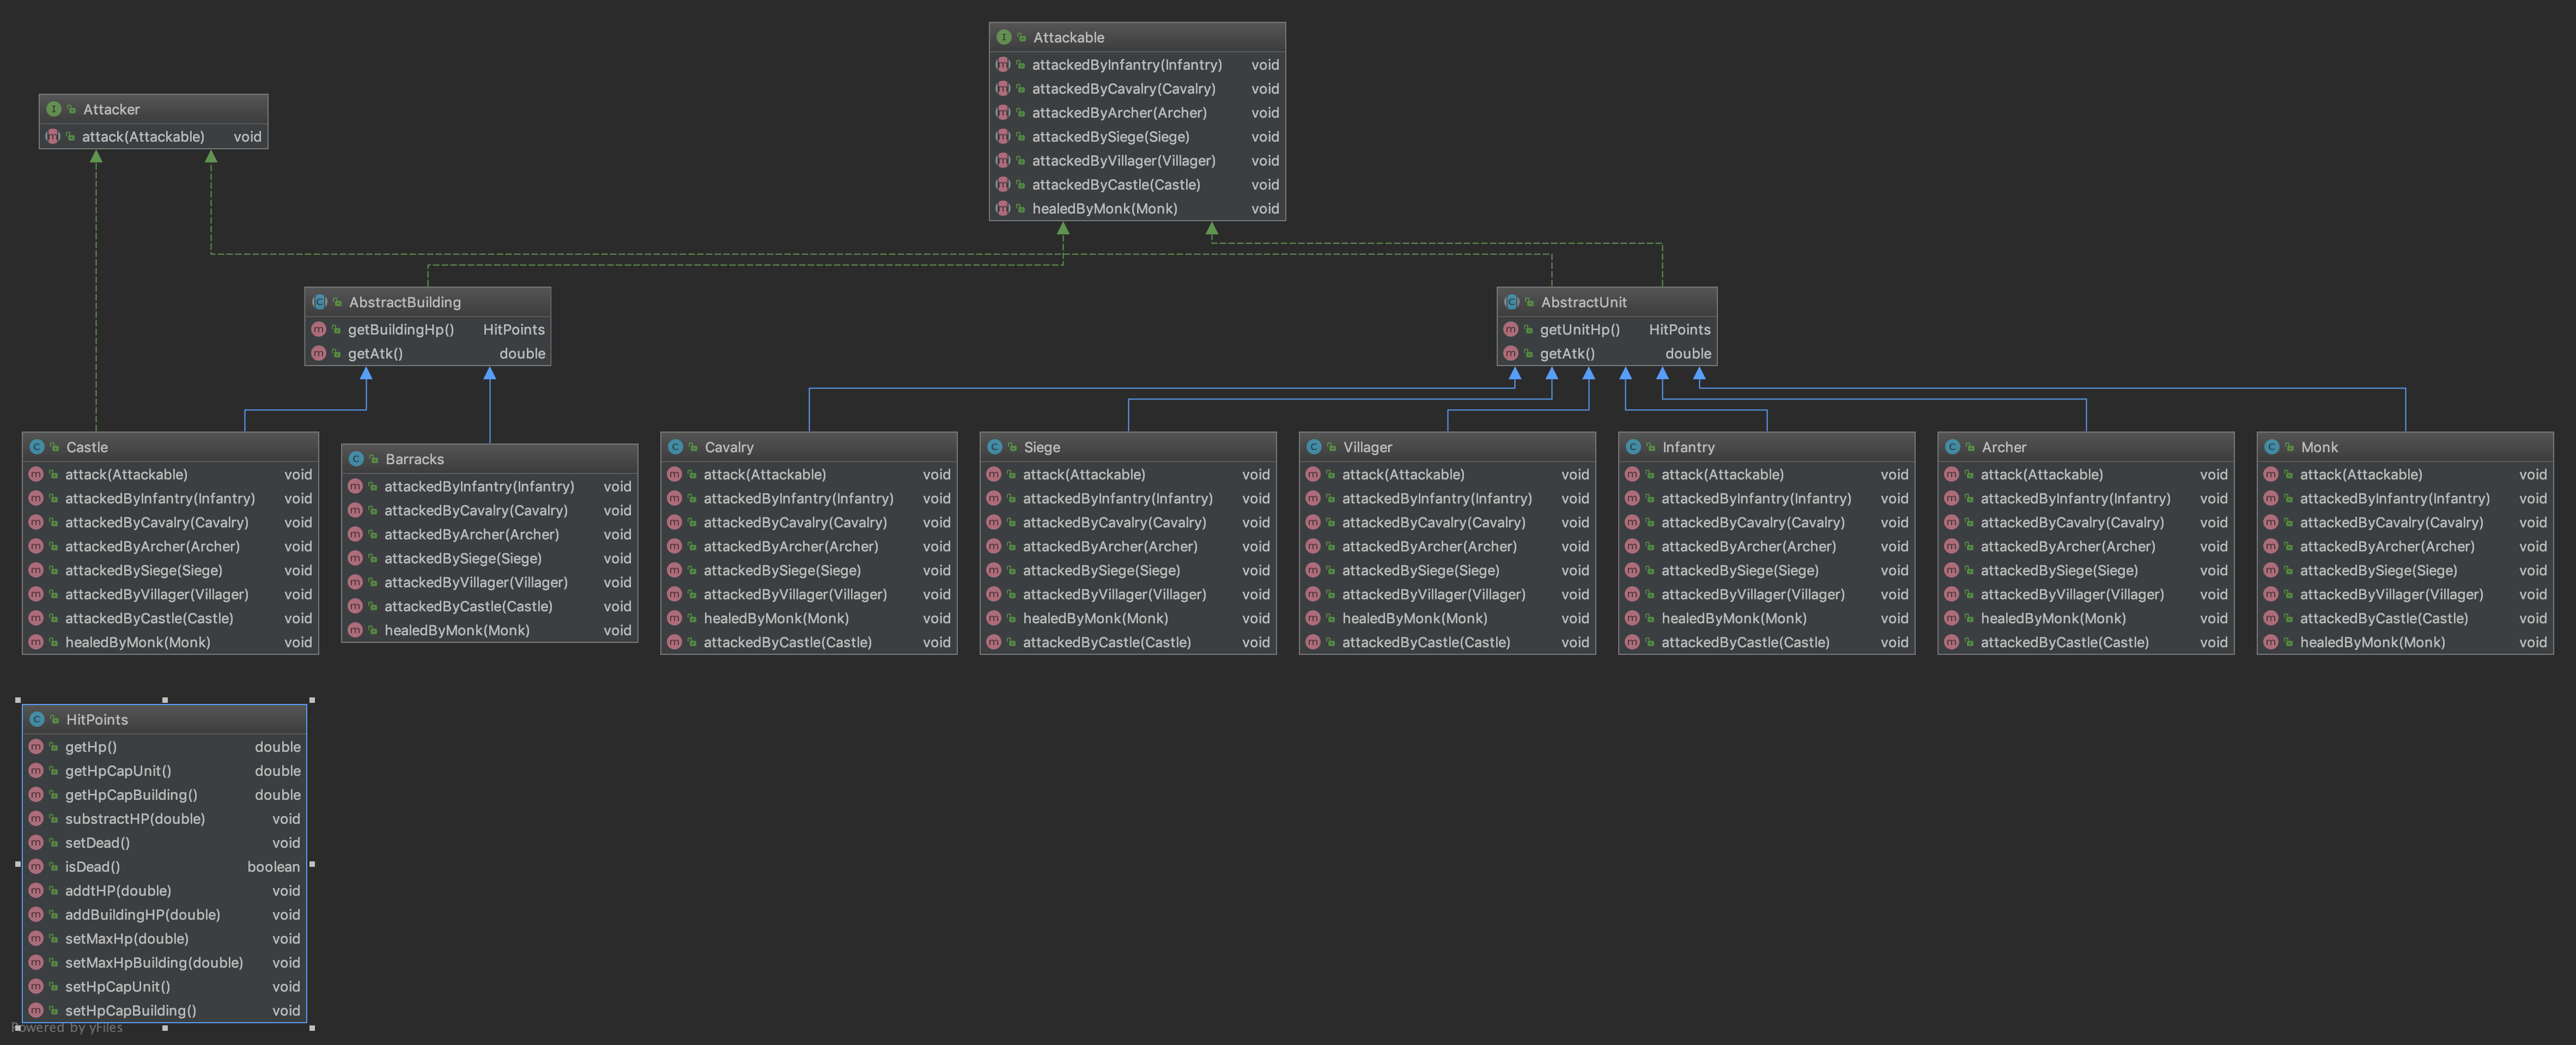 Attackable
attackedByInfantry(Infantry) void
attackedByCavalry(Cavalry) void
attackedByArcher(Archer) void
attackedBySiege(Siege) void
attackedByVillager(Villager) void
attackedByCastle(Castle) void
healedByMonk(Monk) void
Attacker
attack(Attackable) void
AbstractBuilding
getBuildingHp() HitPoints
getAtk() double
AbstractUnit
getUnitHp() HitPoints
getAtk() double
Castle
attack(Attackable) void
attackedByInfantry(Infantry) void
attackedByCavalry(Cavalry) void
attackedByArcher(Archer) void
attackedBySiege(Siege) void
attackedByVillager(Villager) void
attackedByCastle(Castle) void
healedByMonk(Monk) void
Barracks
attackedByInfantry(Infantry) void
attackedByCavalry(Cavalry) void
attackedByArcher(Archer) void
attackedBySiege(Siege) void
attackedByVillager(Villager) void
attackedByCastle(Castle) void
healedByMonk(Monk) void
Cavalry
attack(Attackable) void
attackedByInfantry(Infantry) void
attackedByCavalry(Cavalry) void
attackedByArcher(Archer) void
attackedBySiege(Siege) void
attackedByVillager(Villager) void
healedByMonk(Monk) void
attackedByCastle(Castle) void
Siege
attack(Attackable) void
attackedByInfantry(Infantry) void
attackedByCavalry(Cavalry) void
attackedByArcher(Archer) void
attackedBySiege(Siege) void
attackedByVillager(Villager) void
healedByMonk(Monk) void
attackedByCastle(Castle) void
Villager
attack(Attackable) void
attackedByInfantry(Infantry) void
attackedByCavalry(Cavalry) void
attackedByArcher(Archer) void
attackedBySiege(Siege) void
attackedByVillager(Villager) void
healedByMonk(Monk) void
attackedByCastle(Castle) void
Infantry
attack(Attackable) void
attackedByInfantry(Infantry) void
attackedByCavalry(Cavalry) void
attackedByArcher(Archer) void
attackedBySiege(Siege) void
attackedByVillager(Villager) void
healedByMonk(Monk) void
attackedByCastle(Castle) void
Archer
attack(Attackable) void
attackedByInfantry(Infantry) void
attackedByCavalry(Cavalry) void
attackedByArcher(Archer) void
attackedBySiege(Siege) void
attackedByVillager(Villager) void
healedByMonk(Monk) void
attackedByCastle(Castle) void
Monk
attack(Attackable) void
attackedByInfantry(Infantry) void
attackedByCavalry(Cavalry) void
attackedByArcher(Archer) void
attackedBySiege(Siege) void
attackedByVillager(Villager) void
attackedByCastle(Castle) void
healedByMonk(Monk) void
HitPoints
getHp() double
getHpCapUnit() double
getHpCapBuilding() double
substractHP(double) void
setDead() void
isDead() boolean
addtHP(double) void
addBuildingHP(double) void
setMaxHp(double) void
setMaxHpBuilding(double) void
setHpCapUnit() void
setHpCapBuilding() void
Powered by yFiles